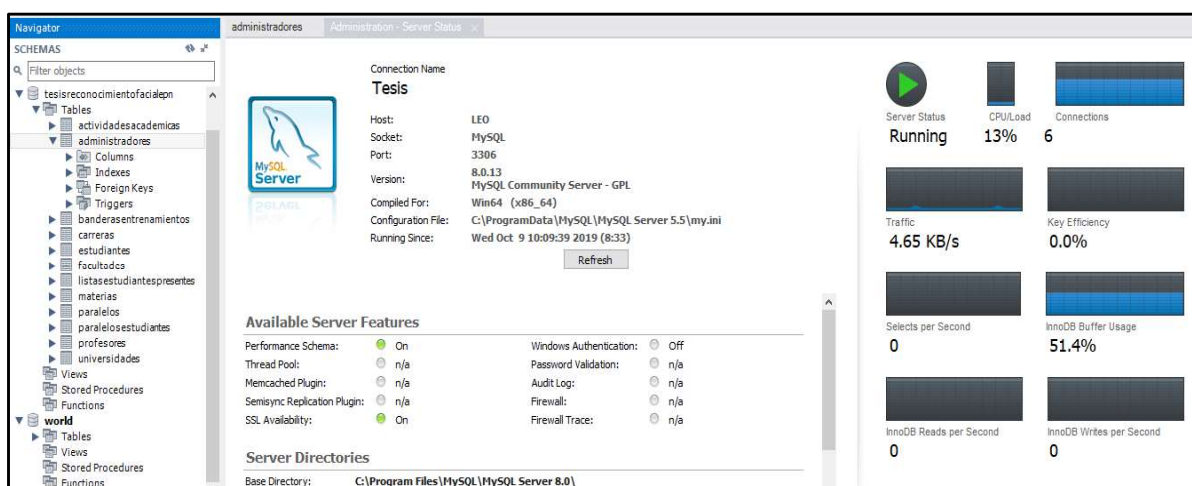 Navigator
SCHEMAS
Filter objects
tesisreconocimientofacialepn
Tables
actividadesacademicas
administradores
Columns
Indexes
Foreign Keys
Triggers
banderasentrenamientos
carreras
estudiantes
facultades
listasestudiantespresentes
materias
paralelos
paralelosestudiantes
profesores
universidades
Views
Stored Procedures
Functions
world
Tables
Views
Stored Procedures
Functions
administradores Administration - Server Status x
MySQL
Server
Connection Name
Tesis
Host: LEO
Socket: MySQL
Port: 3306
Version: 8.0.13
MySQL Community Server - GPL
Compiled For: Win64 (x86_64)
Configuration File: C:\ProgramData\MySQL\MySQL Server 5.5\my.ini
Running Since: Wed Oct 9 10:09:39 2019 (8:33)
Refresh
Available Server Features
Performance Schema: On Windows Authentication: Off
Thread Pool: n/a Password Validation: n/a
Memcached Plugin: n/a Audit Log: n/a
Semisync Replication Plugin: n/a Firewall: n/a
SSL Availability: On Firewall Trace: n/a
Server Directories
Base Directory: C:\Program Files\MySQL\MySQL Server 8.0\
Server Status CPU/Load Connections
Running 13% 6
Traffic Key Efficiency
4.65 KB/s 0.0%
Selects per Second InnoDB Buffer Usage
0 51.4%
InnoDB Reads per Second InnoDB Writes per Second
0 0